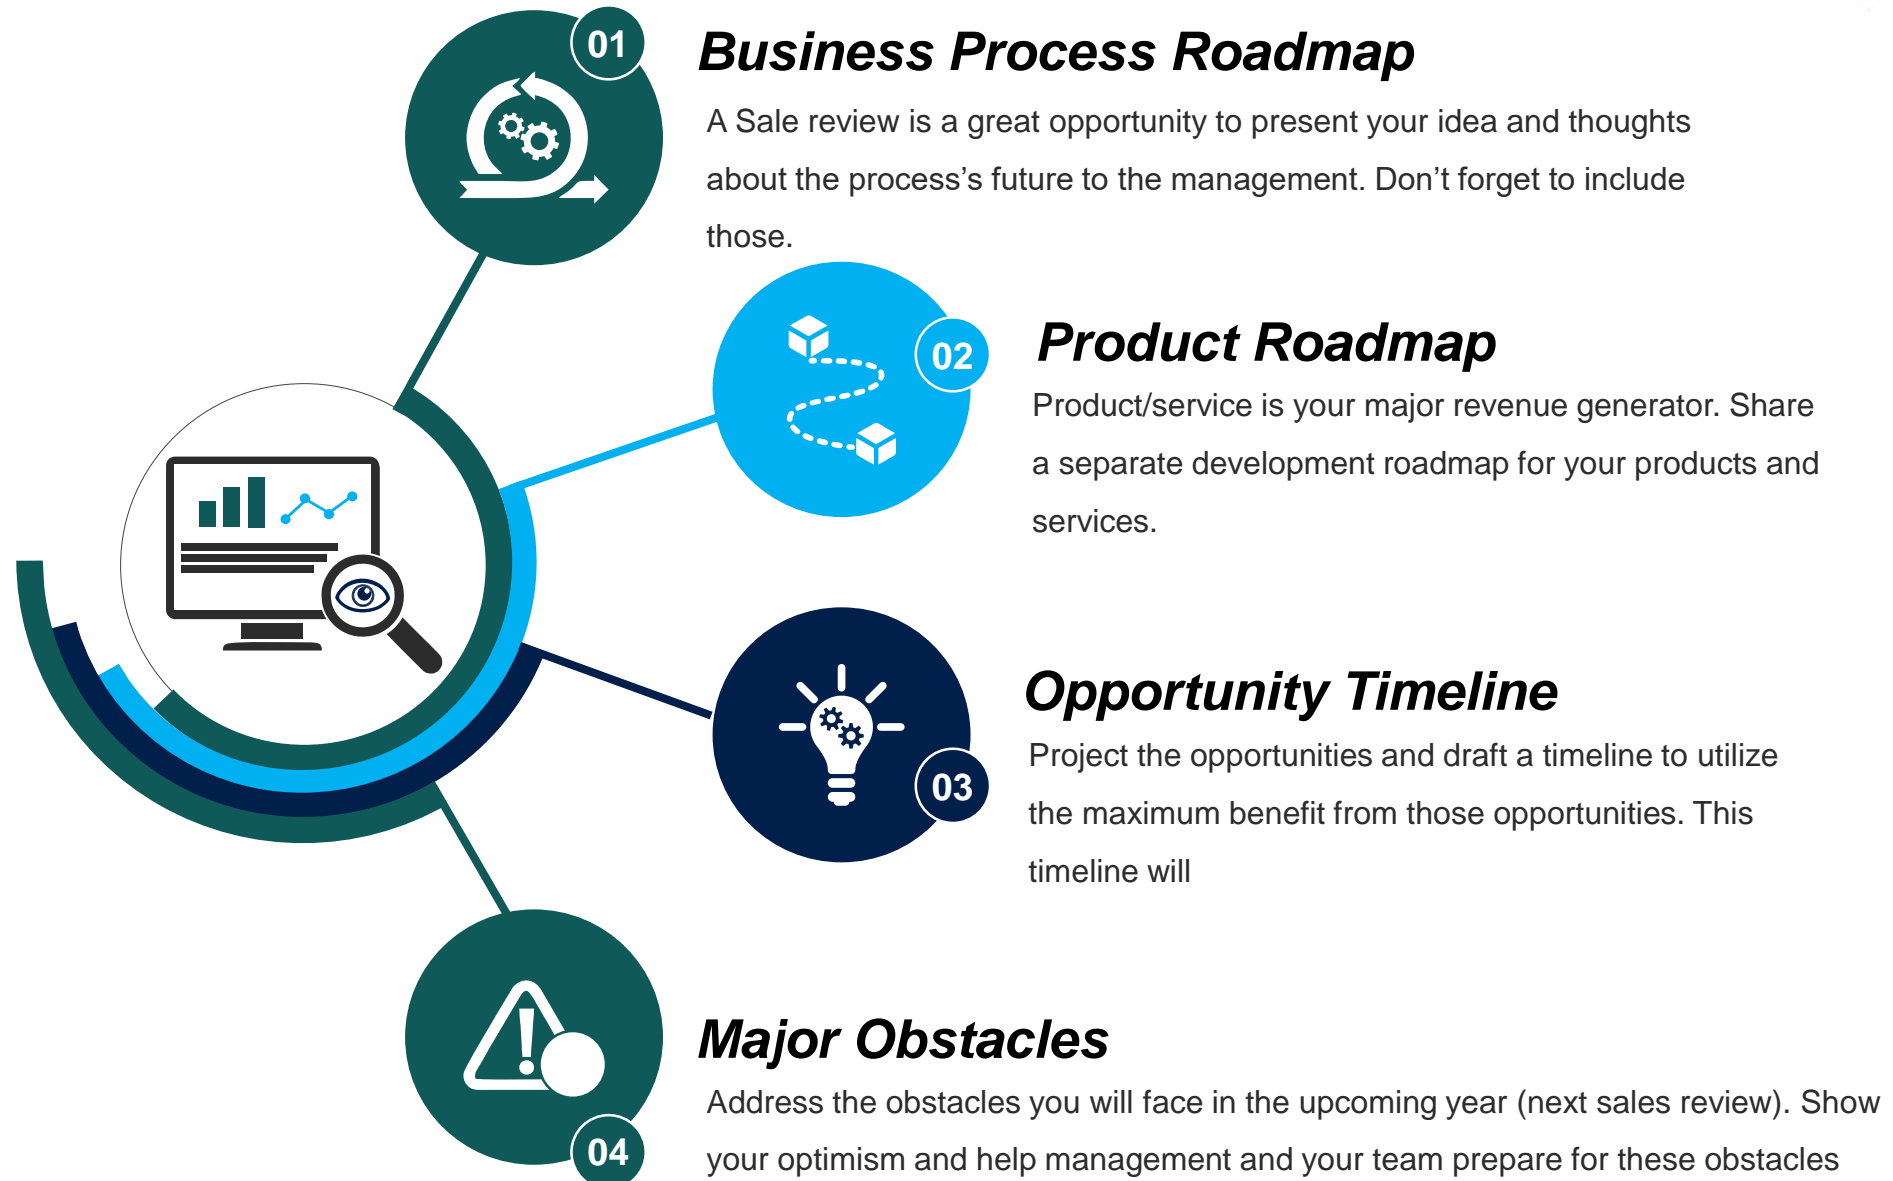 01
Business Process Roadmap
A Sale review is a great opportunity to present your idea and thoughts
about the process’s future to the management. Don’t forget to include
those.
02
Product Roadmap
Product/service is your major revenue generator. Share
a separate development roadmap for your products and
services.
Opportunity Timeline
Project the opportunities and draft a timeline to utilize
03
the maximum benefit from those opportunities. This
timeline will
Major Obstacles
Address the obstacles you will face in the upcoming year (next sales review). Show
04
your optimism and help management and your team prepare for these obstacles